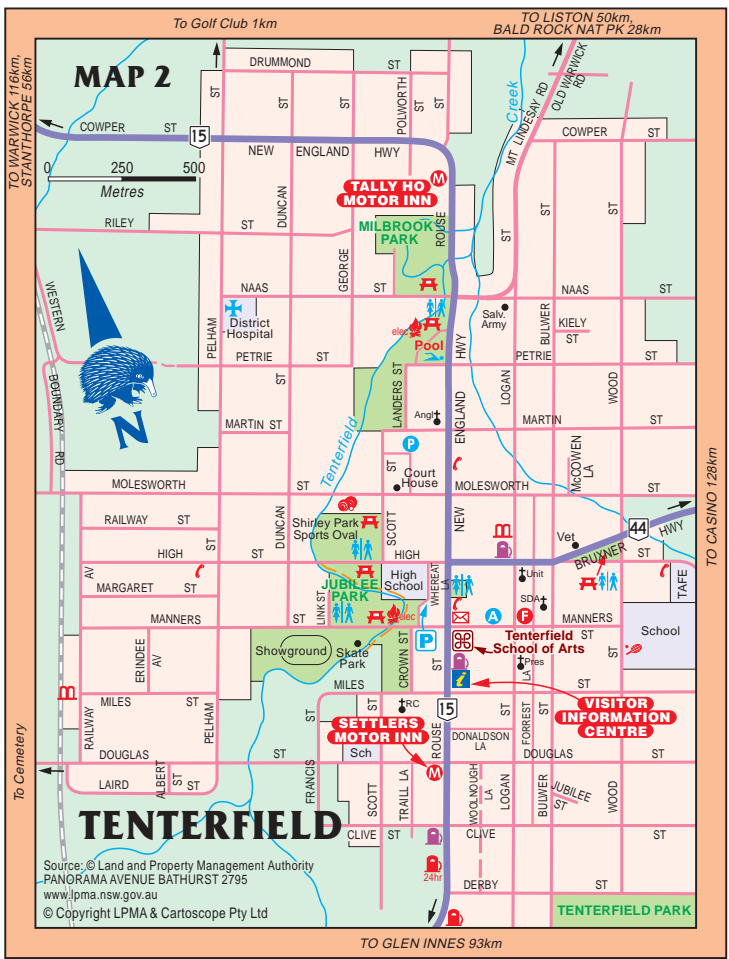 To Golf Club 1km
TO LISTON 50km,
BALD ROCK NAT PK 28km
TO WARWICK 116km,
STANTHORPE 56km
MAP 2
DRUMMOND ST
ST
ST
ST
POLWORTH
ST
ST
Creek
MT LINDESAY RD
OLD WARWICK
RD
COWPER ST
15
COWPER ST
NEW ENGLAND HWY
0 250 500
Metres
M
TALLY HO
MOTOR INN
DUNCAN
ROUSE
ST
ST
WOOD
RILEY ST
MILBROOK
PARK
GEORGE
NAAS ST
NAAS ST
WESTERN
District
Hospital
Salv.
Army
elec
Pool
BULWER
KIELY
ST
PELHAM
PETRIE ST
HWY
PETRIE ST
ST
LANDERS ST
LOGAN
WOOD
BOUNDARY
RD
N
MARTIN ST
Angl
ENGLAND
MARTIN ST
Tenterfield
P
ST
Court
House
McCOWEN
LA
TO CASINO 128km
MOLESWORTH ST
MOLESWORTH ST
RAILWAY ST
DUNCAN
Shirley Park
Sports Oval
SCOTT
NEW
44
HWY
ST
Vet
HIGH ST
HIGH
BRUXNER
ST
AV
MARGARET ST
JUBILEE
PARK
High
School
WHEREAT
LA
Unit
SDA
TAFE
LINK ST
elec
MANNERS ST
A
F
MANNERS
School
P
Tenterfield
School of Arts
ERINDEE
AV
Showground
Skate
Park
CROWN ST
ST
Pres
LA
ST
i
MILES
ST
MILES ST
ST
ST
RC
15
VISITOR
INFORMATION
CENTRE
RAILWAY
PELHAM
SETTLERS
MOTOR INN
ROUSE
DONALDSON
LA
FORREST
ST
DOUGLAS ST
Sch
DOUGLAS ST
To Cemetery
LAIRD ST
ALBERT
ST
FRANCIS
SCOTT
TRAILL LA
M
WOOLNOUGH
LA
LOGAN
BULWER
JUBILEE
ST
WOOD
TENTERFIELD
CLIVE ST
CLIVE ST
24hr
DERBY ST
Source: © Land and Property Management Authority
PANORAMA AVENUE BATHURST 2795
www.lpma.nsw.gov.au
© Copyright LPMA & Cartoscope Pty Ltd
TENTERFIELD PARK
TO GLEN INNES 93km